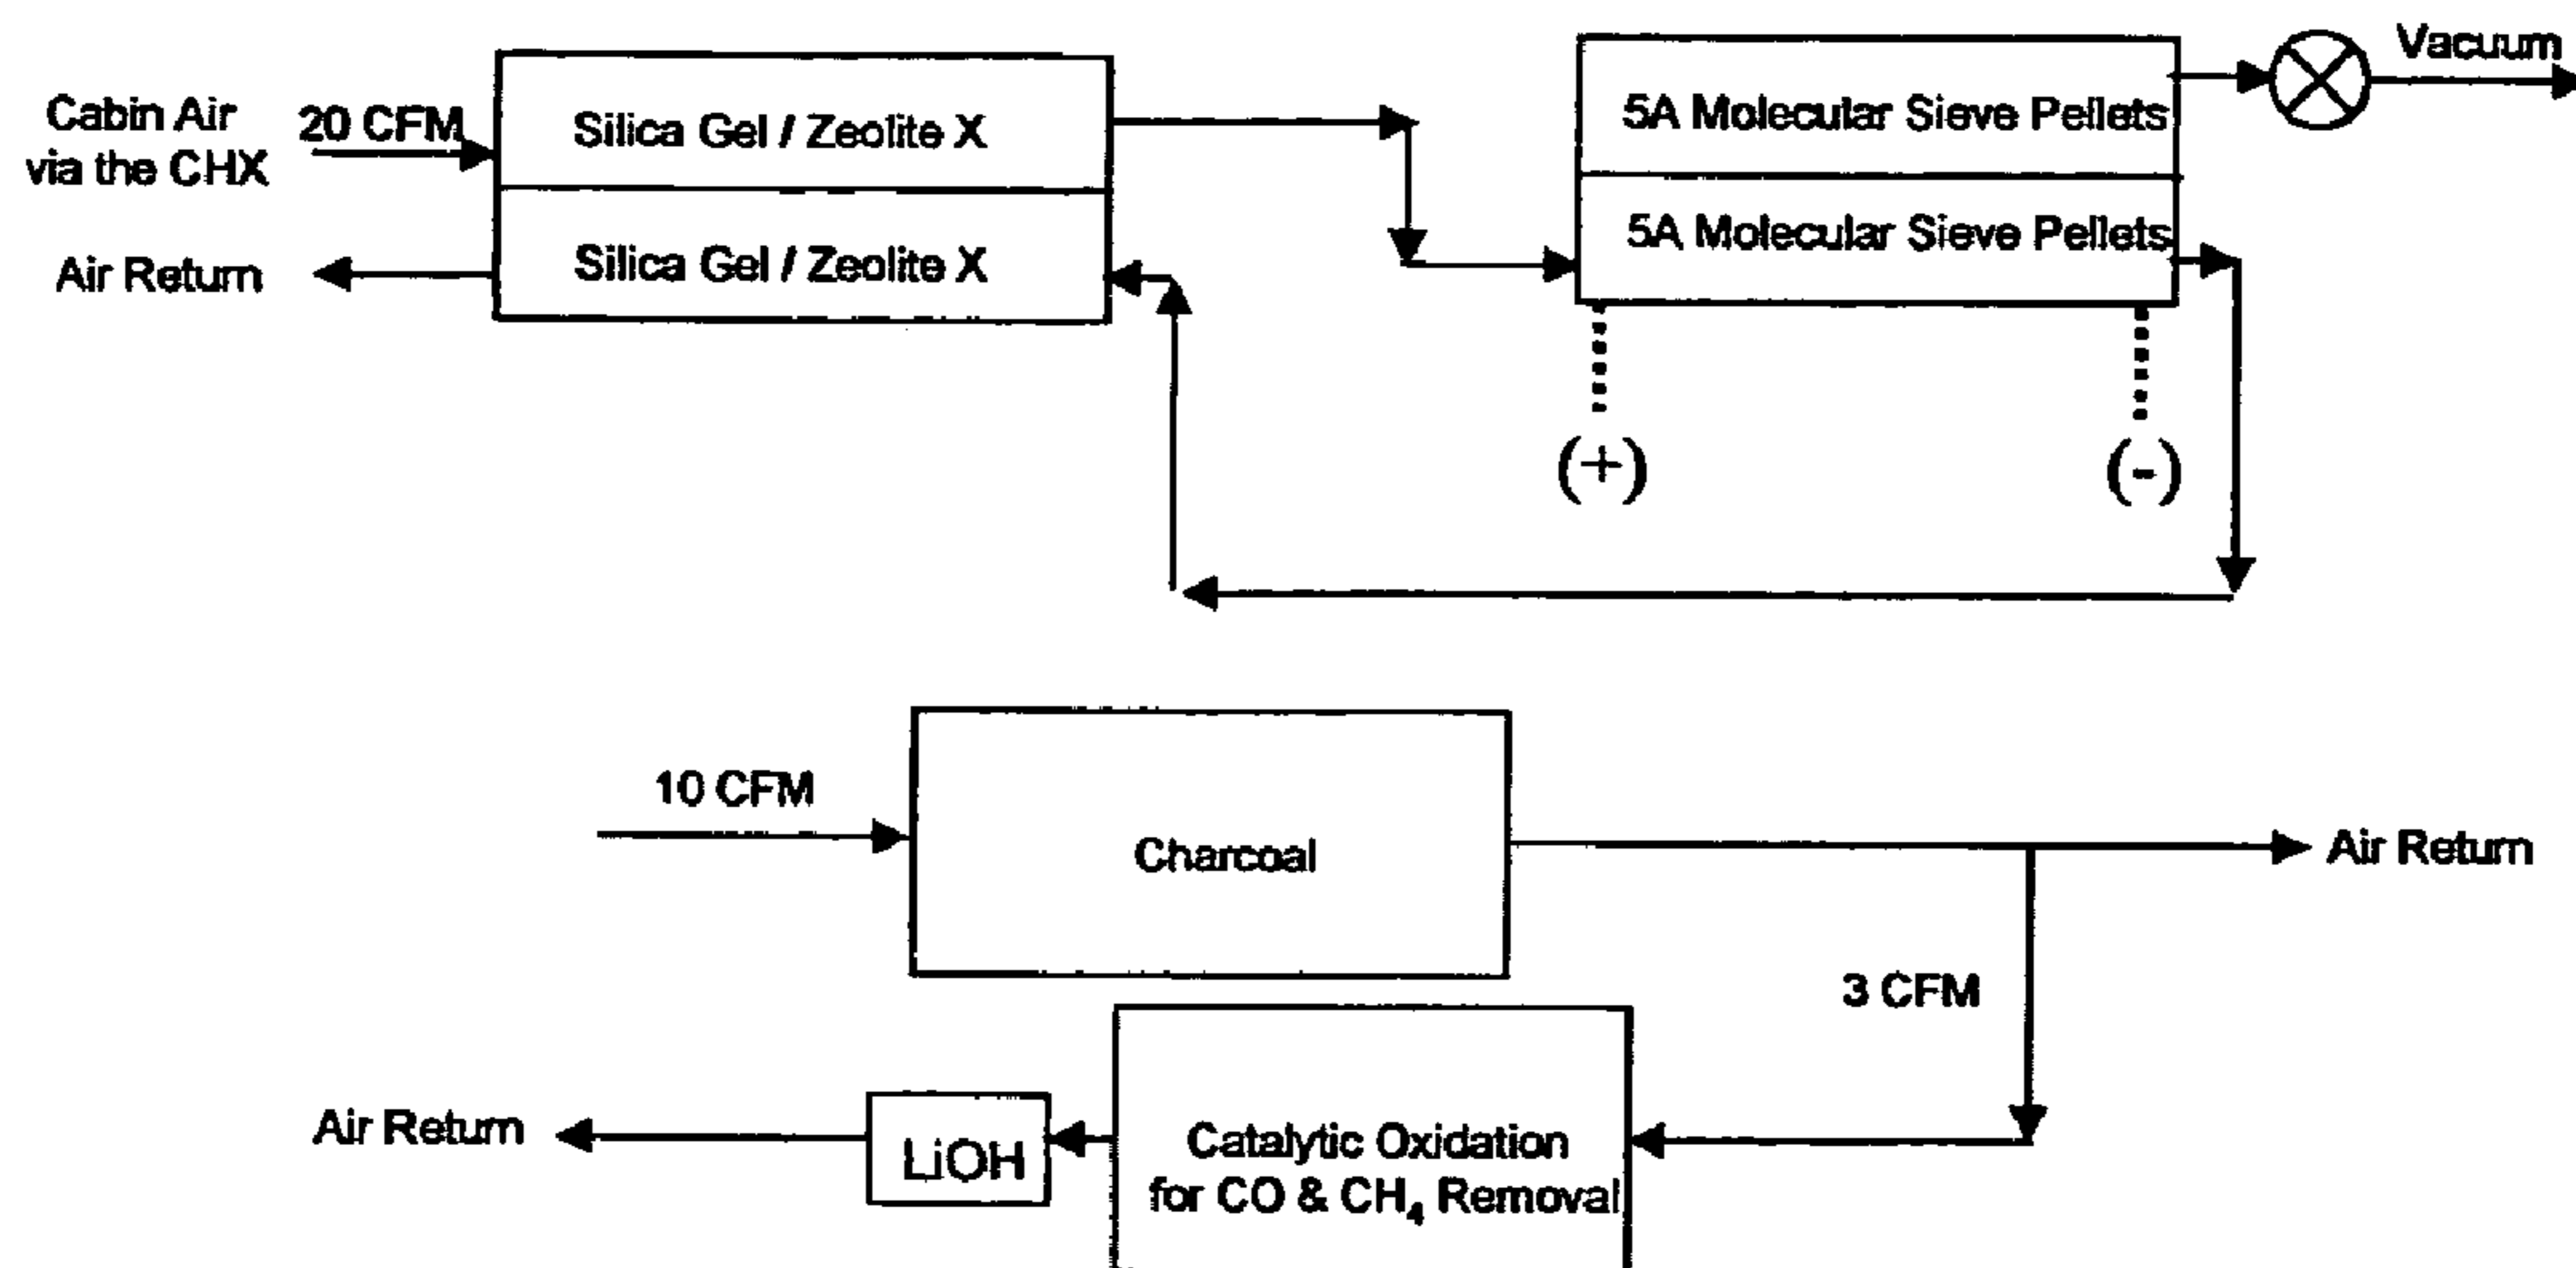 Vacuum
Cabin Air
via the CHX
20 CFM
Silica Gel / Zeolite X
5A Molecular Sieve Pellets
Air Return
Silica Gel / Zeolite X
5A Molecular Sieve Pellets
(+)
(-)
10 CFM
Charcoal
Air Return
3 CFM
Air Return
LiOH
Catalytic Oxidation
for CO & CH₄ Removal